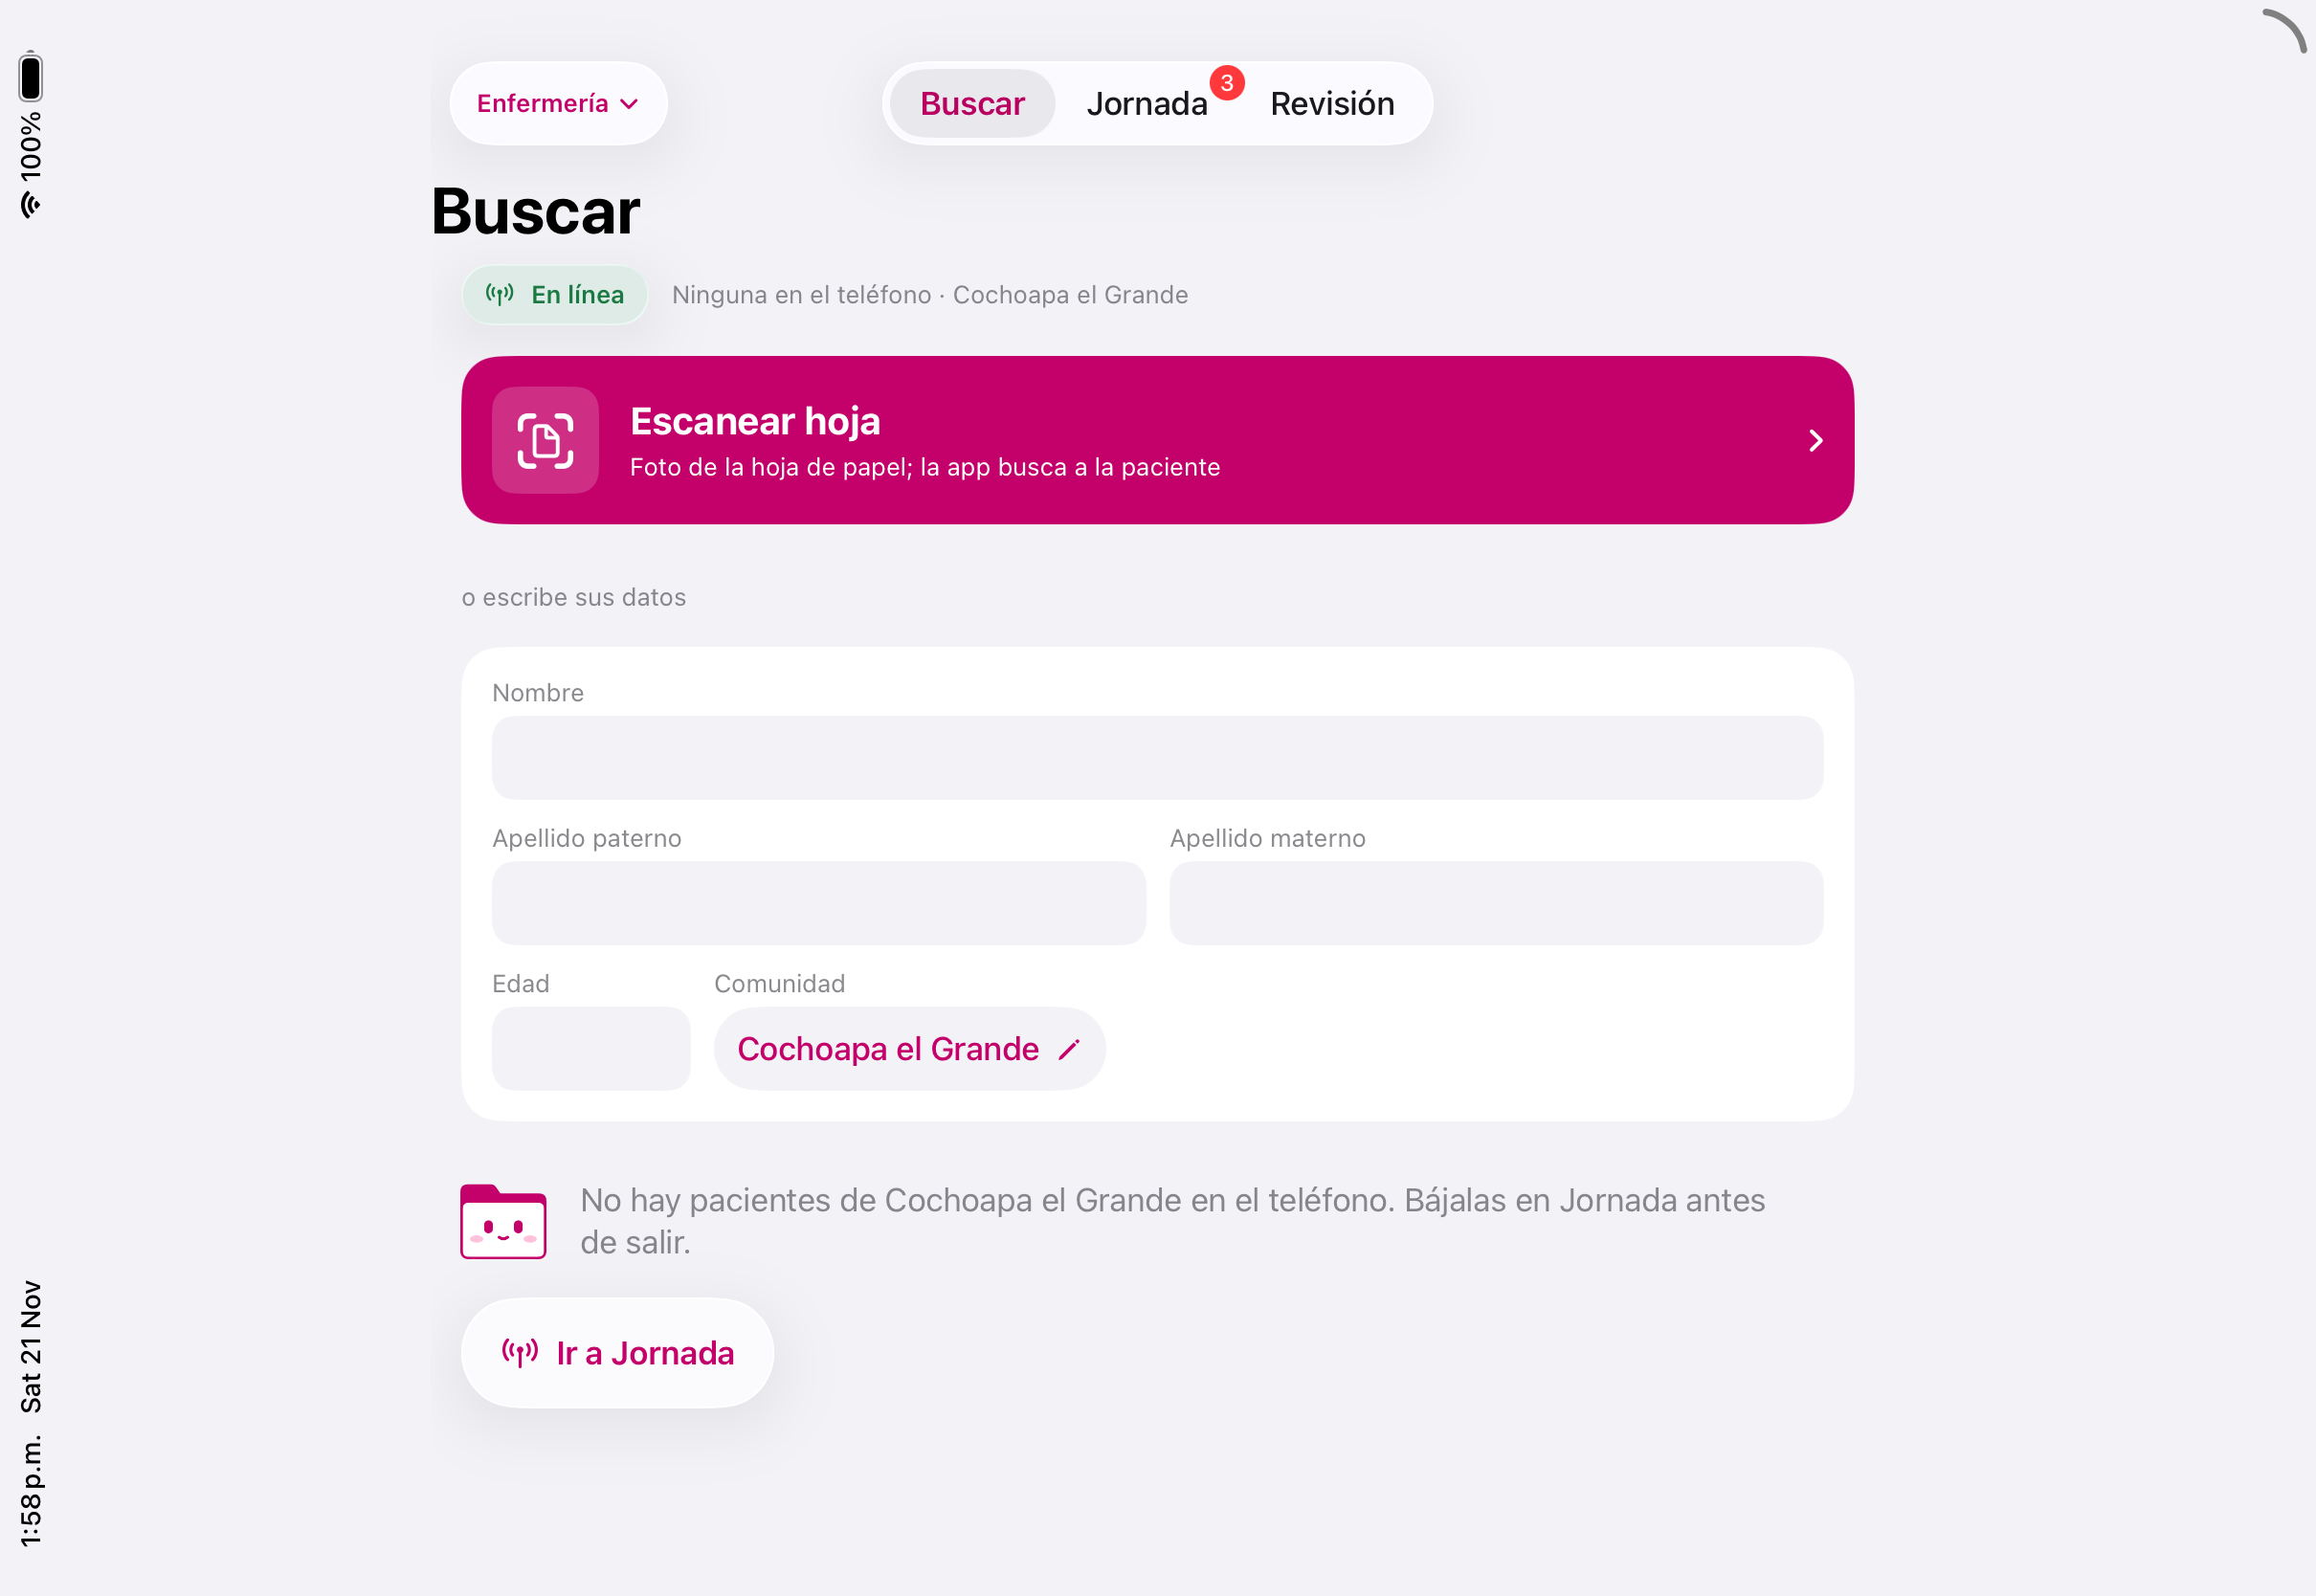 1:58 p.m. Sat 21 Nov
100%
Enfermería
Buscar
Jornada
3
Revisión
Buscar
En línea
Ninguna en el teléfono · Cochoapa el Grande
Escanear hoja
Foto de la hoja de papel; la app busca a la paciente
o escribe sus datos
Nombre
Apellido paterno
Apellido materno
Edad
Comunidad
Cochoapa el Grande
No hay pacientes de Cochoapa el Grande en el teléfono. Bájalas en Jornada antes
de salir.
Ir a Jornada